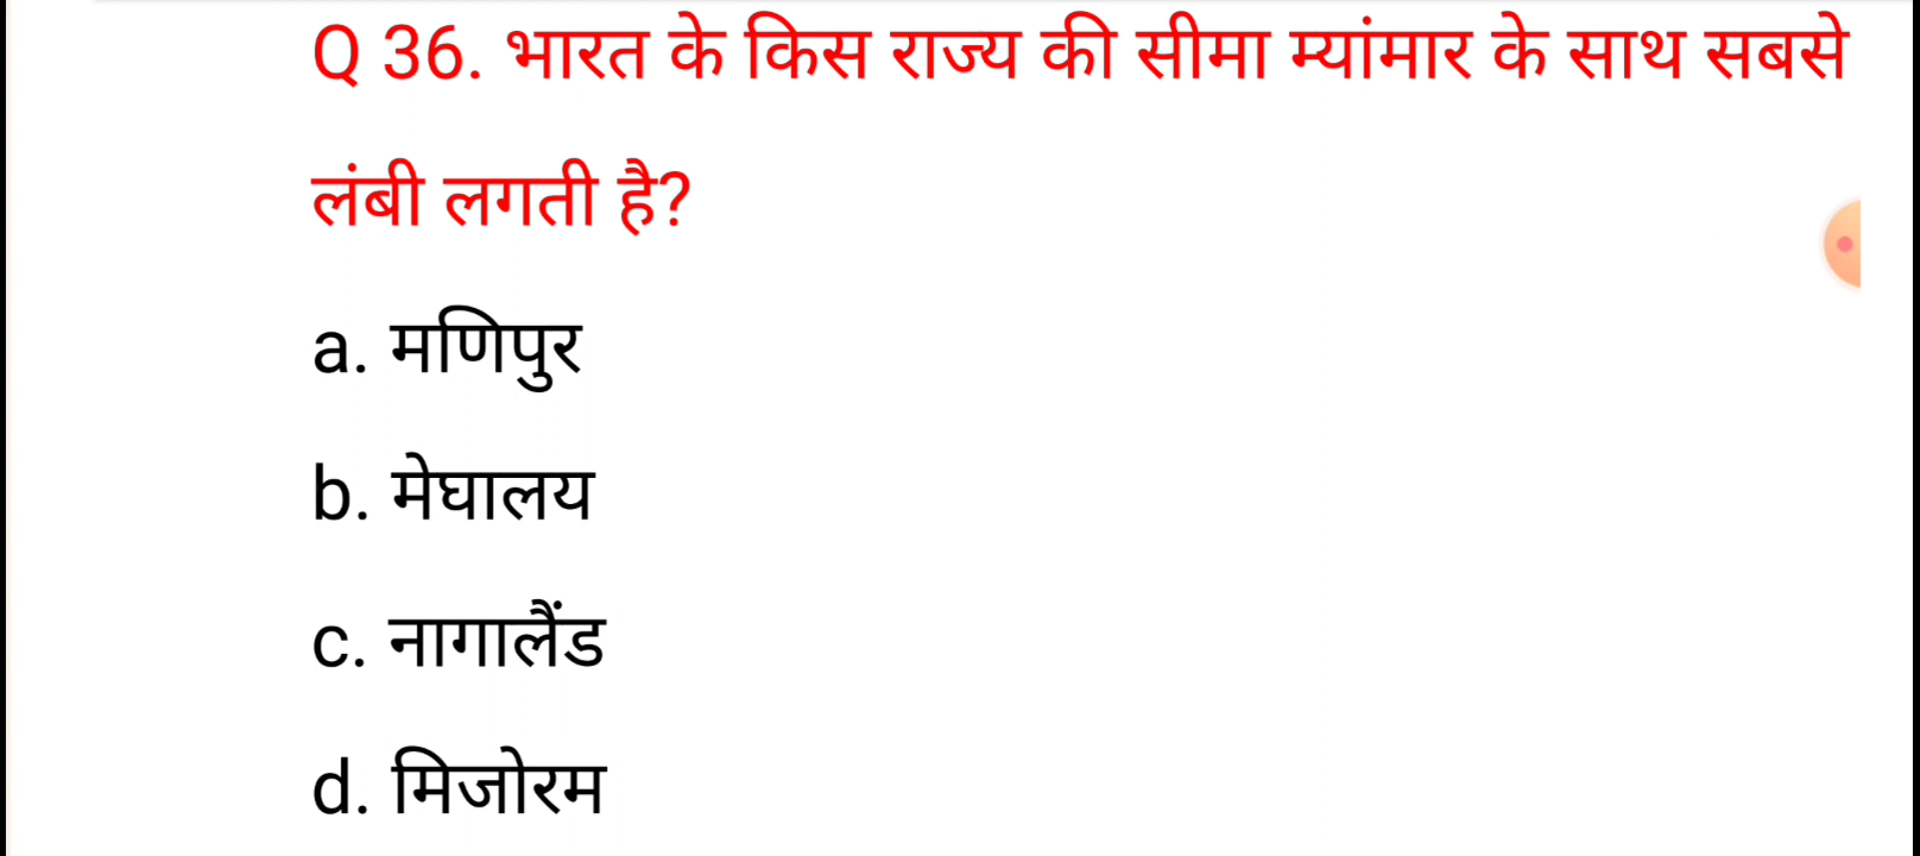 Q 36. भारत के किस राज्य की सीमा म्यांमार के साथ सबसे
लंबी लगती है?
a. मणिपुर
b. मेघालय
c. नागालैंड
d. मिजोरम